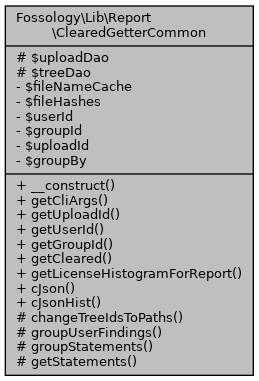 Fossology\Lib\Report
\ClearedGetterCommon
# $uploadDao
# $treeDao
- $fileNameCache
- $fileHashes
- $userId
- $groupId
- $uploadId
- $groupBy
+ __construct()
+ getCliArgs()
+ getUploadId()
+ getUserId()
+ getGroupId()
+ getCleared()
+ getLicenseHistogramForReport()
+ cJson()
+ cJsonHist()
# changeTreeIdsToPaths()
# groupUserFindings()
# groupStatements()
# getStatements()